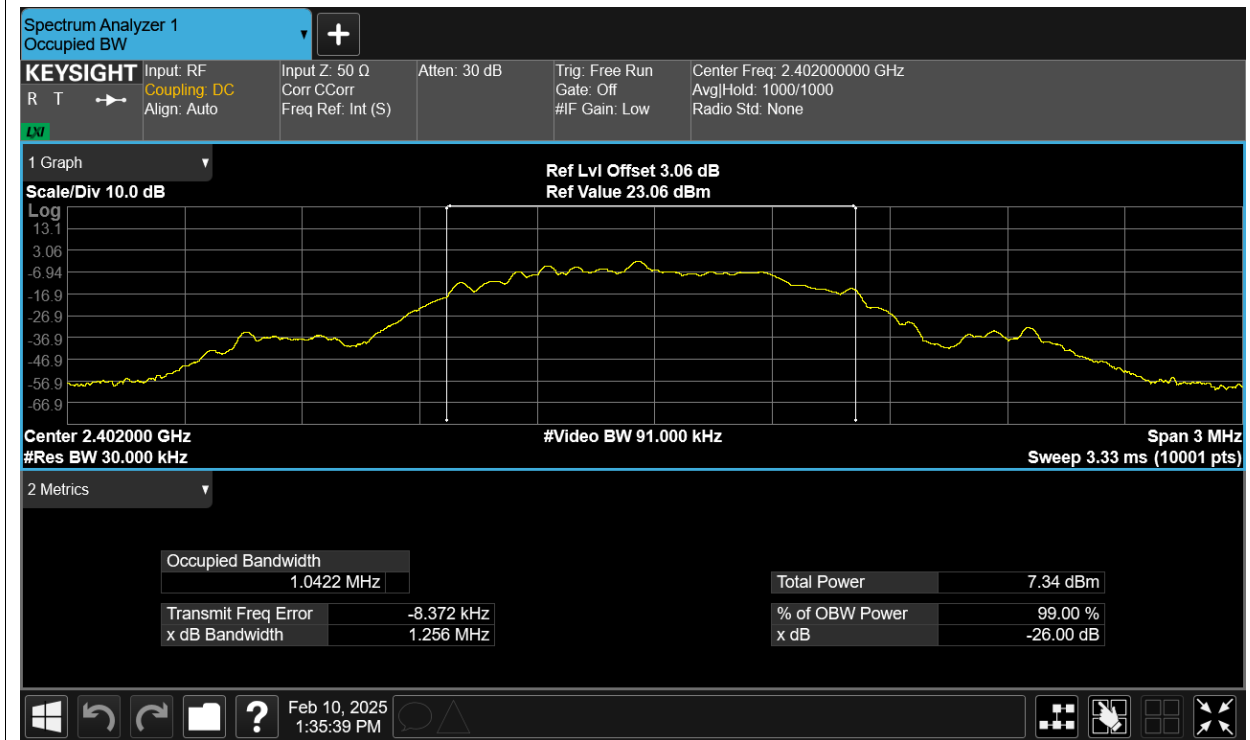 Spectrum Analyzer 1
Occupied BW
KEYSIGHT
R T
LXI
Input: RF
Coupling: DC
Align: Auto
Input Z: 50 Ω
Corr CCorr
Freq Ref: Int (S)
Atten: 30 dB
Trig: Free Run
Gate: Off
#IF Gain: Low
Center Freq: 2.402000000 GHz
Avg|Hold: 1000/1000
Radio Std: None
1 Graph
Scale/Div 10.0 dB
Ref Lvl Offset 3.06 dB
Ref Value 23.06 dBm
Log
13.1
3.06
-6.94
-16.9
-26.9
-36.9
-46.9
-56.9
-66.9
Center 2.402000 GHz
#Video BW 91.000 kHz
Span 3 MHz
#Res BW 30.000 kHz
Sweep 3.33 ms (10001 pts)
2 Metrics
Occupied Bandwidth
1.0422 MHz
Total Power 7.34 dBm
Transmit Freq Error -8.372 kHz
% of OBW Power 99.00 %
x dB Bandwidth 1.256 MHz
x dB -26.00 dB
?
Feb 10, 2025
1:35:39 PM